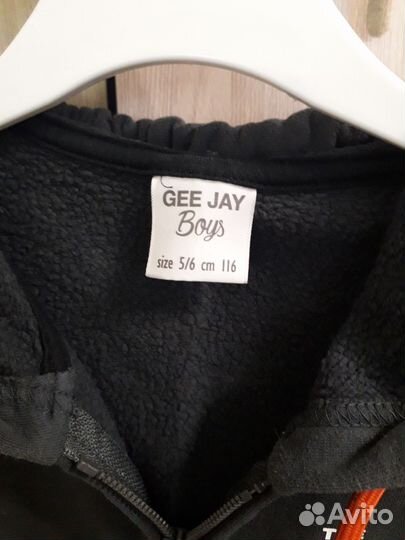 GEE JAY
Boys
size 5/6 cm 116
T
Avito